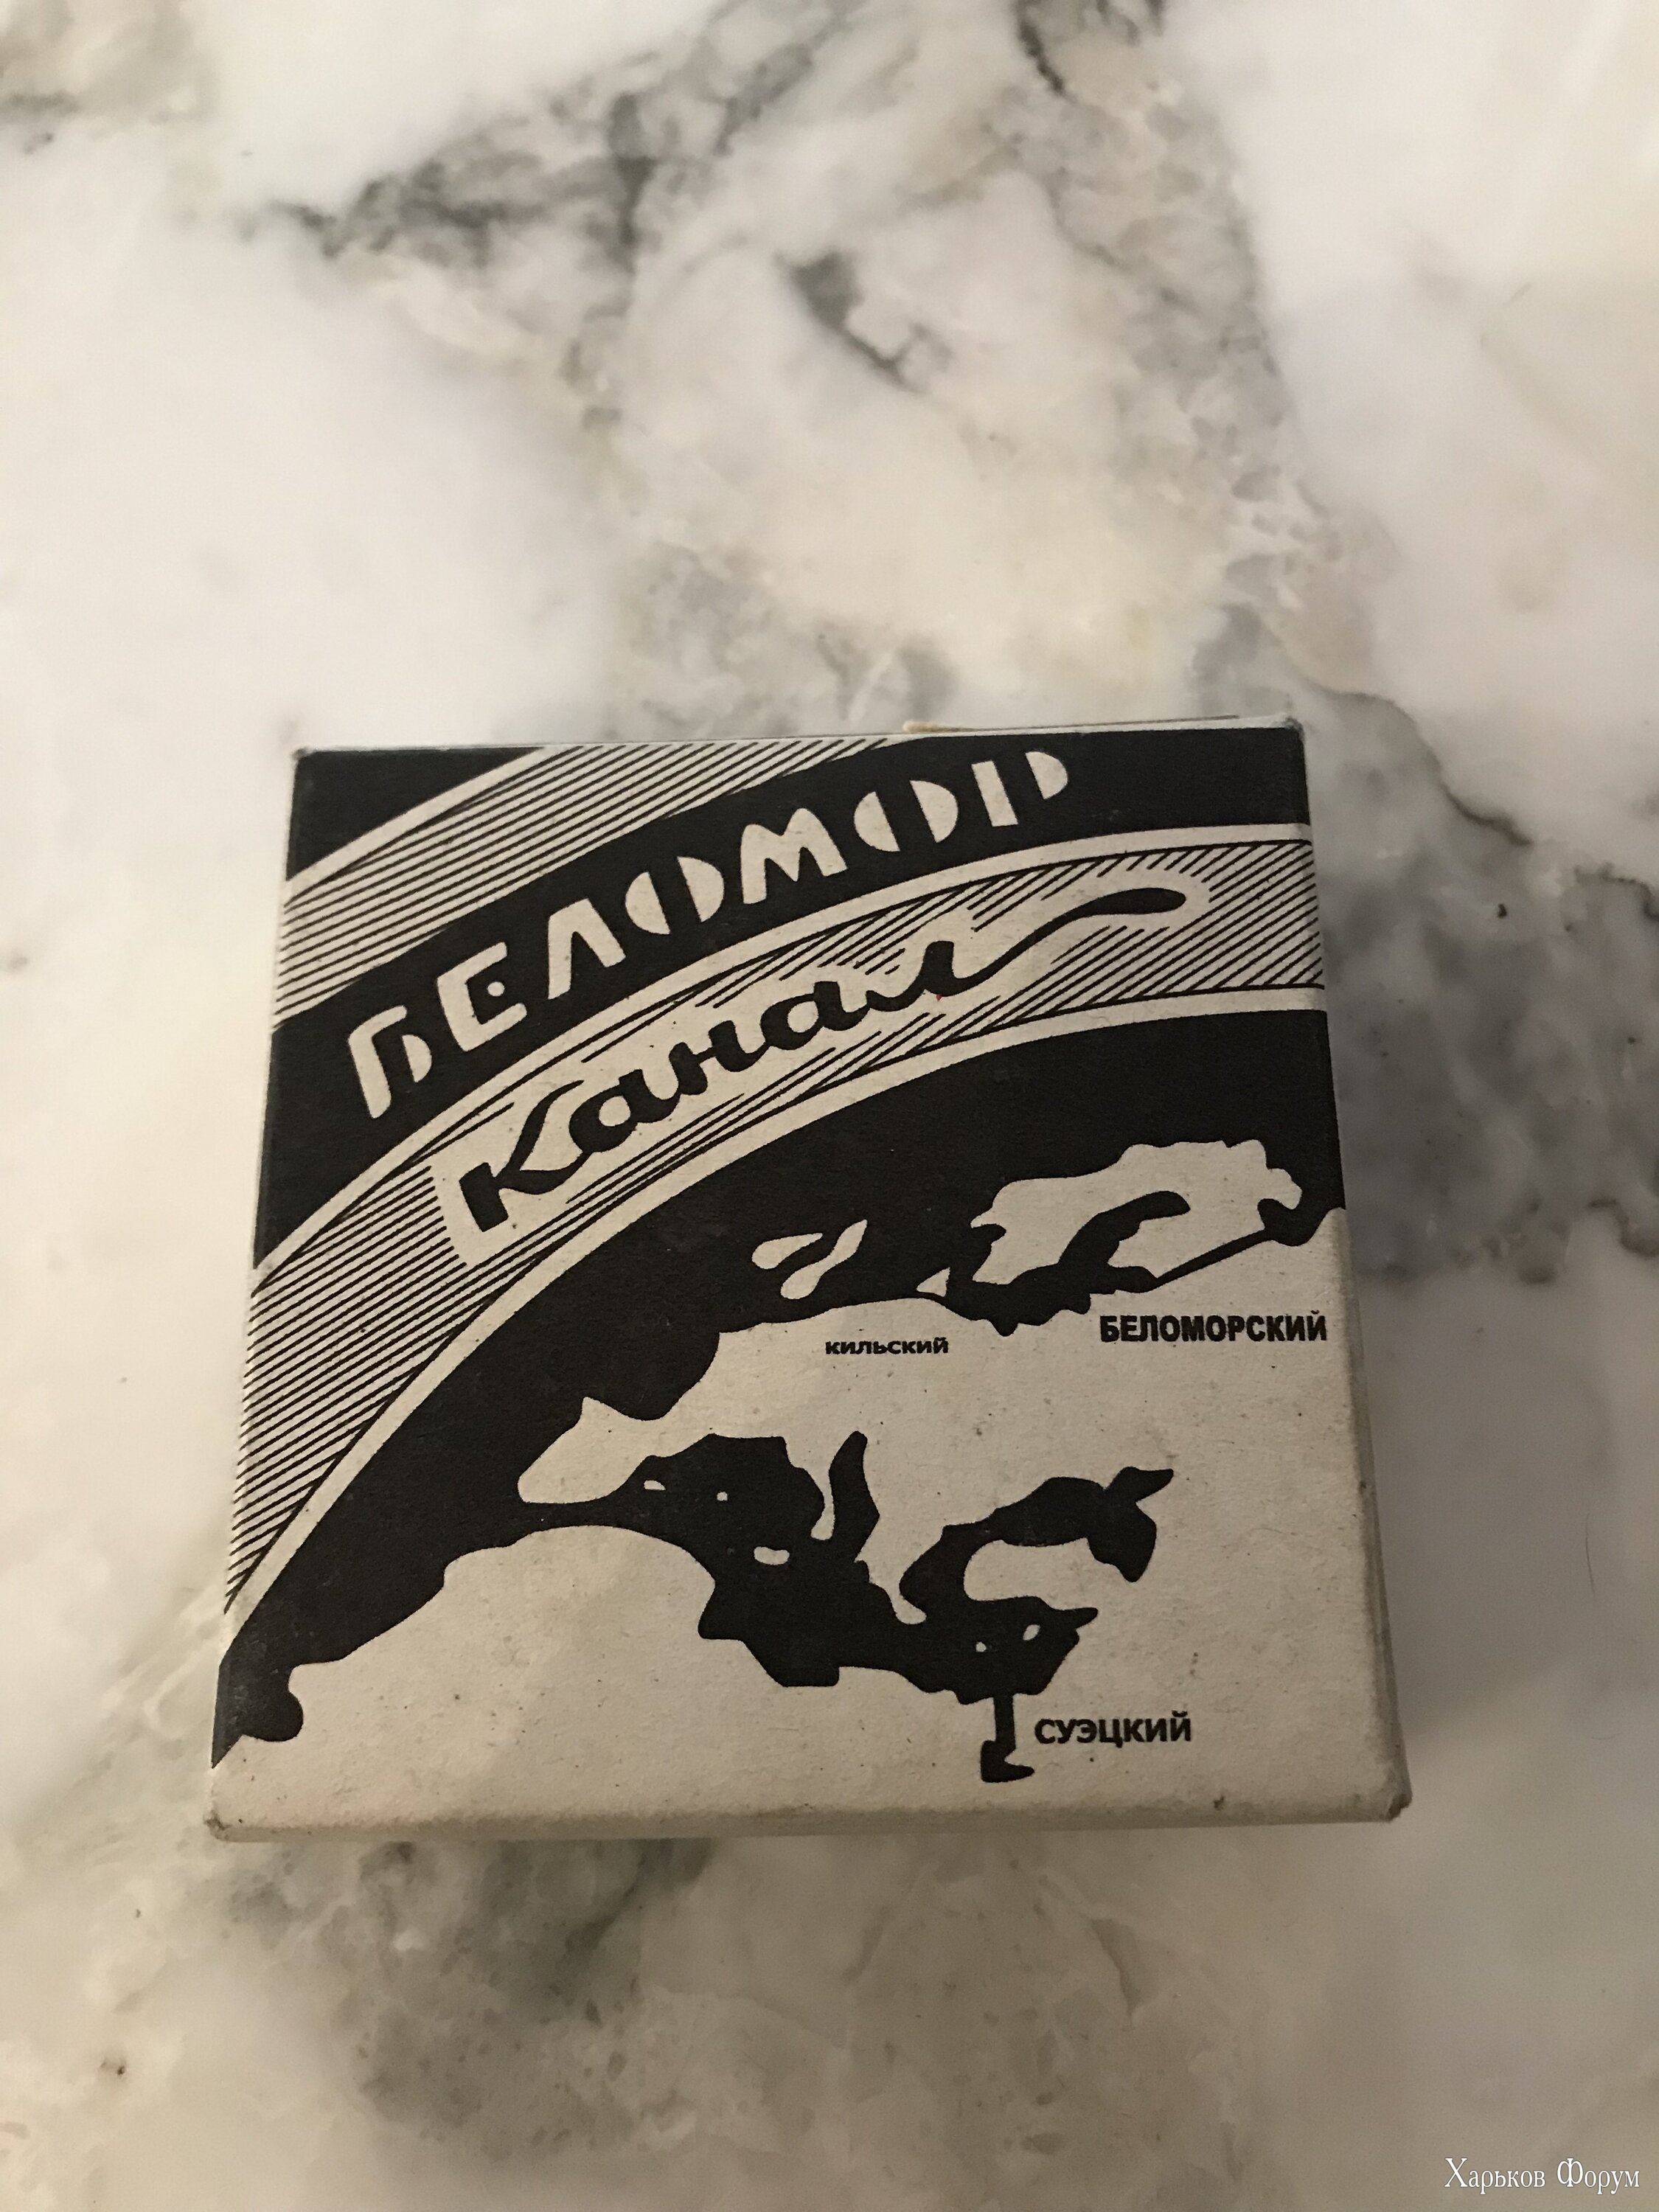 БЕЛОМОР
Канал
КИЛЬСКИЙ
БЕЛОМОРСКИЙ
СУЭЦКИЙ
Харьков Форум